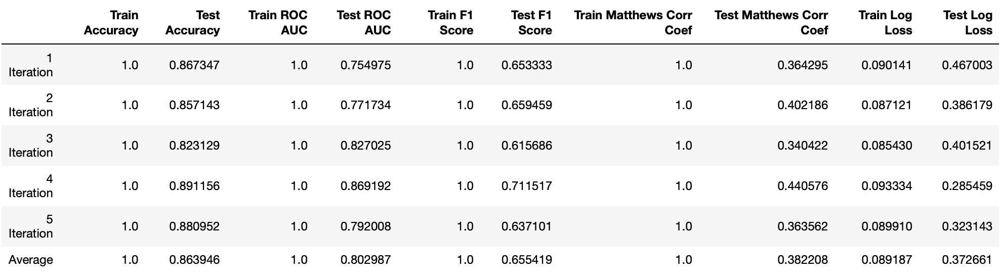 Train Test Train ROC Test ROC Train F1 Test F1 Train Matthews Corr Test Matthews Corr Train Log Test Log
Accuracy Accuracy AUC AUC Score Score Coef Coef Loss Loss
1
Iteration 1.0 0.867347 1.0 0.754975 1.0 0.653333 1.0 0.364295 0.090141 0.467003
2
Iteration 1.0 0.857143 1.0 0.771734 1.0 0.659459 1.0 0.402186 0.087121 0.386179
3
Iteration 1.0 0.823129 1.0 0.827025 1.0 0.615686 1.0 0.340422 0.085430 0.401521
4
Iteration 1.0 0.891156 1.0 0.869192 1.0 0.711517 1.0 0.440576 0.093334 0.285459
5
Iteration 1.0 0.880952 1.0 0.792008 1.0 0.637101 1.0 0.363562 0.089910 0.323143
Average 1.0 0.863946 1.0 0.802987 1.0 0.655419 1.0 0.382208 0.089187 0.372661